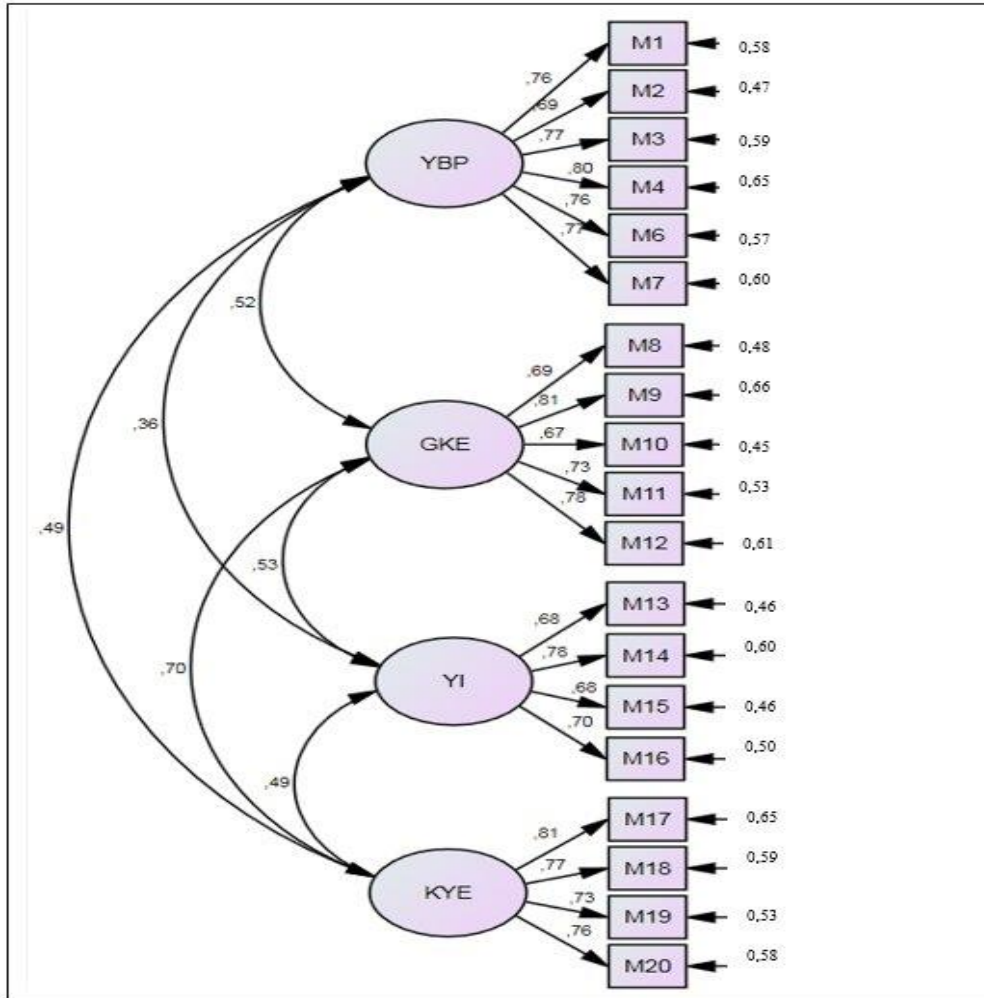 M1
0,58
,76
M2
0,47
,69
M3
0,59
,77
YBP
M4
0,65
,80
,76
M6
0,57
,77
M7
0,60
,52
M8
0,48
,69
M9
0,66
,81
,36
GKE
,67
M10
0,45
,73
M11
0,53
,78
M12
0,61
,49
,53
M13
0,46
,68
M14
0,60
,78
,70
YI
,68
M15
0,46
,70
M16
0,50
,49
M17
0,65
,81
M18
0,59
,77
KYE
,73
M19
0,53
,76
M20
0,58